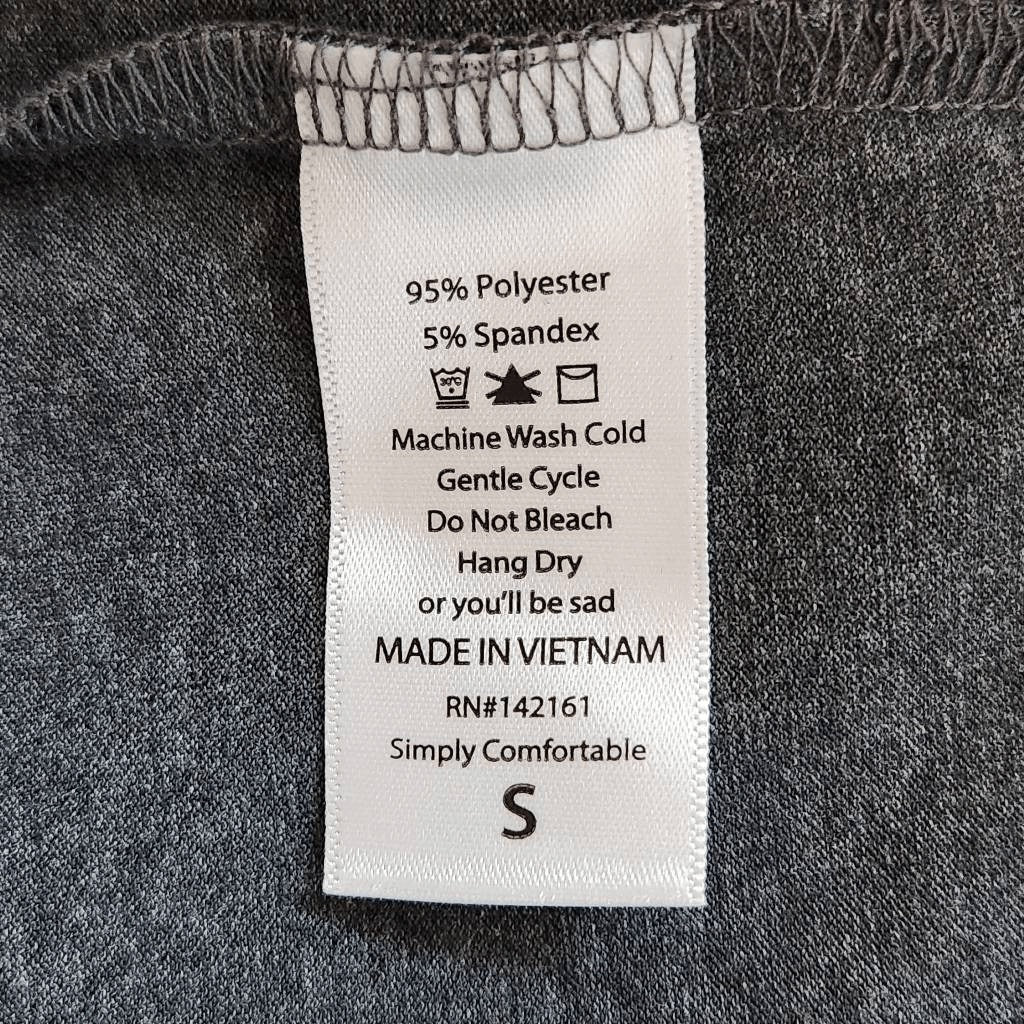 95% Polyester
5% Spandex
30°C
Machine Wash Cold
Gentle Cycle
Do Not Bleach
Hang Dry
or you'll be sad
MADE IN VIETNAM
RN#142161
Simply Comfortable
S